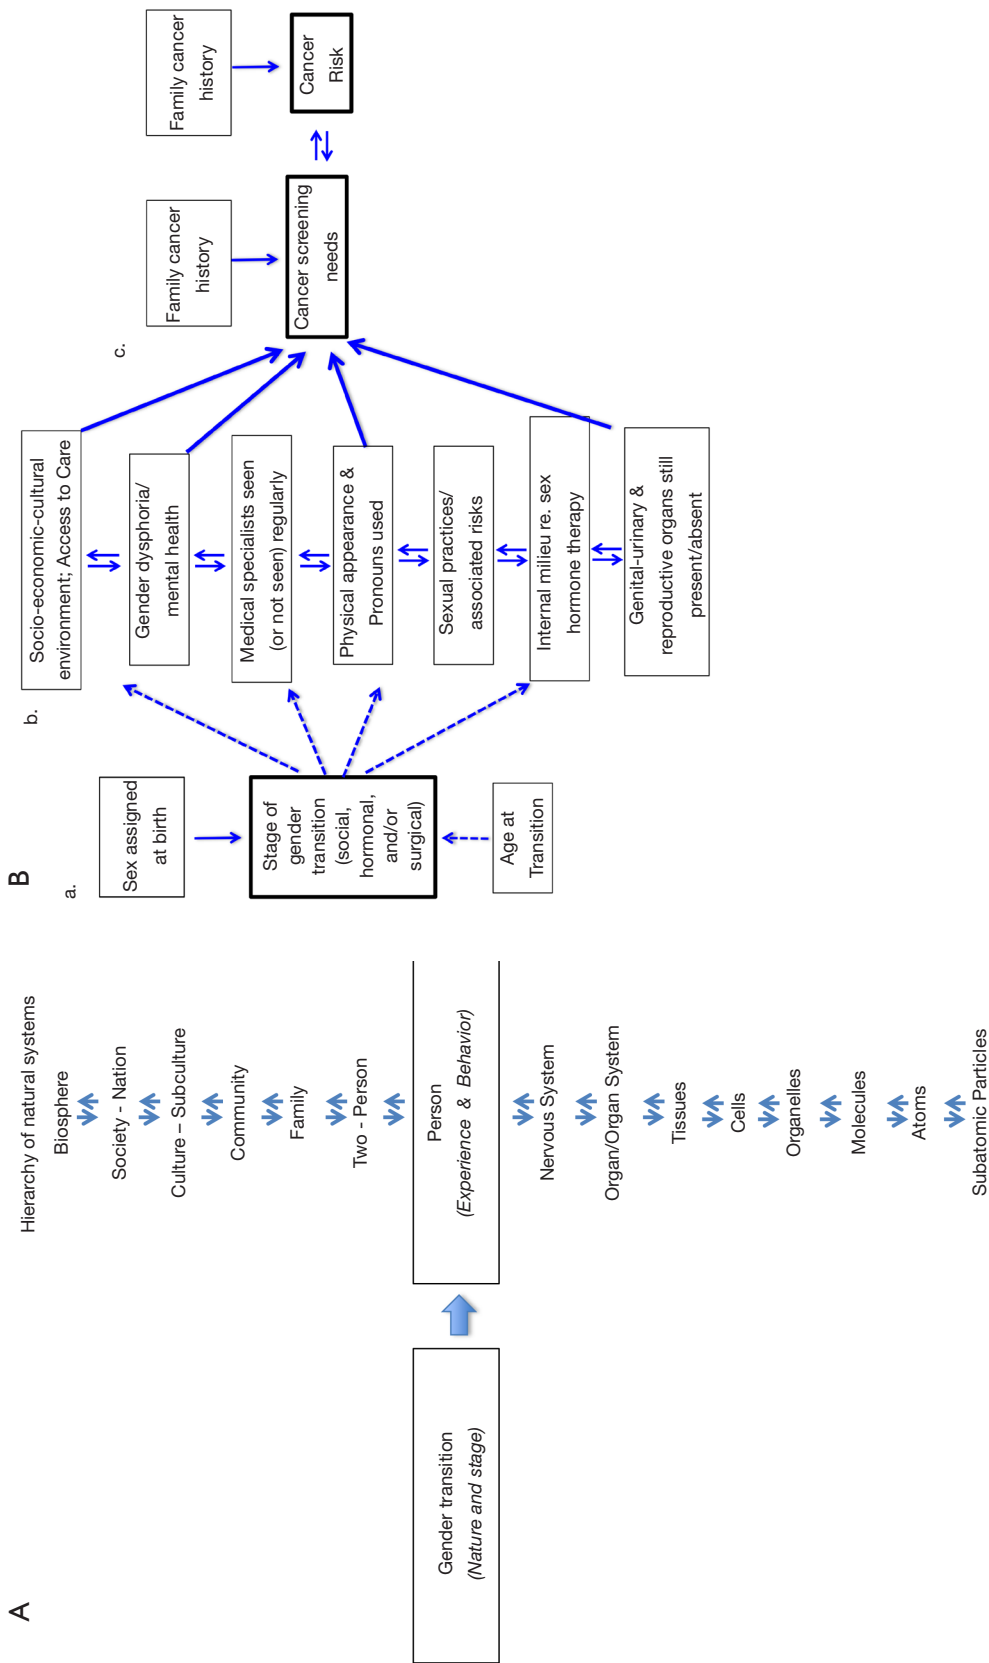 A
Hierarchy of natural systems
Biosphere
Society - Nation
Culture – Subculture
Community
Family
Two - Person
Gender transition
(Nature and stage)
Person
(Experience & Behavior)
Nervous System
Organ/Organ System
Tissues
Cells
Organelles
Molecules
Atoms
Subatomic Particles
B
a.
Sex assigned
at birth
Stage of
gender
transition
(social,
hormonal,
and/or
surgical)
Age at
Transition
b.
Socio-economic-cultural
environment; Access to Care
Gender dysphoria/
mental health
Medical specialists seen
(or not seen) regularly
Physical appearance &
Pronouns used
Sexual practices/
associated risks
Internal milieu re. sex
hormone therapy
Genital-urinary &
reproductive organs still
present/absent
c.
Family cancer
history
Cancer screening
needs
Family cancer
history
Cancer
Risk